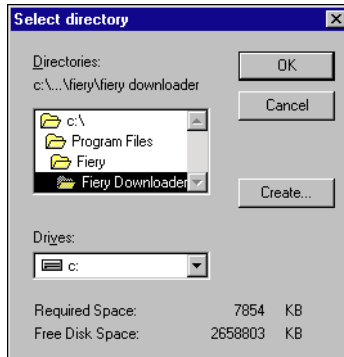 Select directory
Directories:
c:\...\fiery\fiery downloader
OK
Cancel
c:\
Program Files
Fiery
Fiery Downloader
Create...
Drives:
c:
Required Space: 7854 KB
Free Disk Space: 2658803 KB